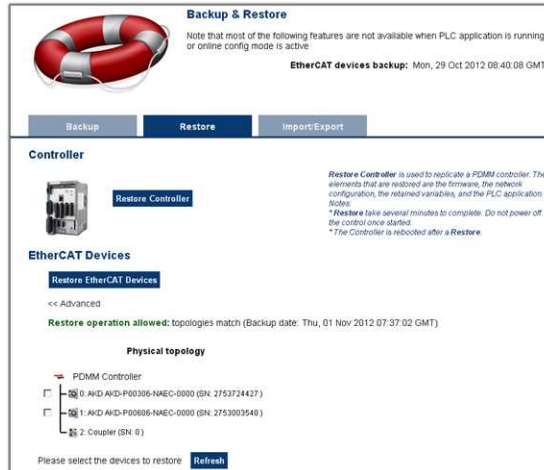 Backup & Restore
Note that most of the following features are not available when PLC application is running
or online config mode is active
EtherCAT devices backup: Mon, 29 Oct 2012 08:40:08 GMT
Backup
Restore
Import/Export
Controller
Restore Controller
Restore Controller is used to replicate a PDMM controller. The
elements that are restored are the firmware, the network
configuration, the retained variables, and the PLC application.
Notes:
* Restore take several minutes to complete. Do not power off
the control once started.
* The Controller is rebooted after a Restore.
EtherCAT Devices
Restore EtherCAT Devices
<< Advanced
Restore operation allowed: topologies match (Backup date: Thu, 01 Nov 2012 07:37:02 GMT)
Physical topology
PDMM Controller
0: AKD AKD-P00306-NAEC-0000 (SN: 2753724427)
1: AKD AKD-P00606-NAEC-0000 (SN: 2753003540)
2: Coupler (SN: 0)
Please select the devices to restore Refresh